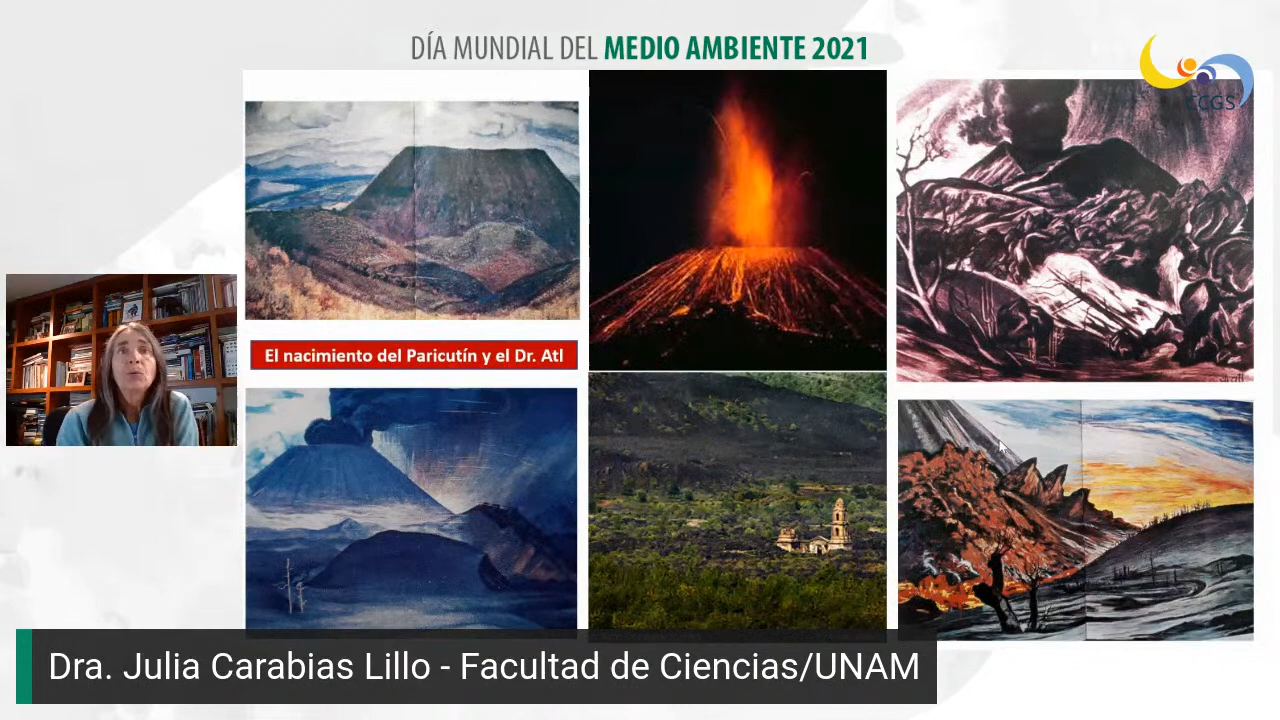 DÍA MUNDIAL DEL MEDIO AMBIENTE 2021
CCGS
El nacimiento del Paricutín y el Dr. Atl
Dra. Julia Carabias Lillo - Facultad de Ciencias/UNAM